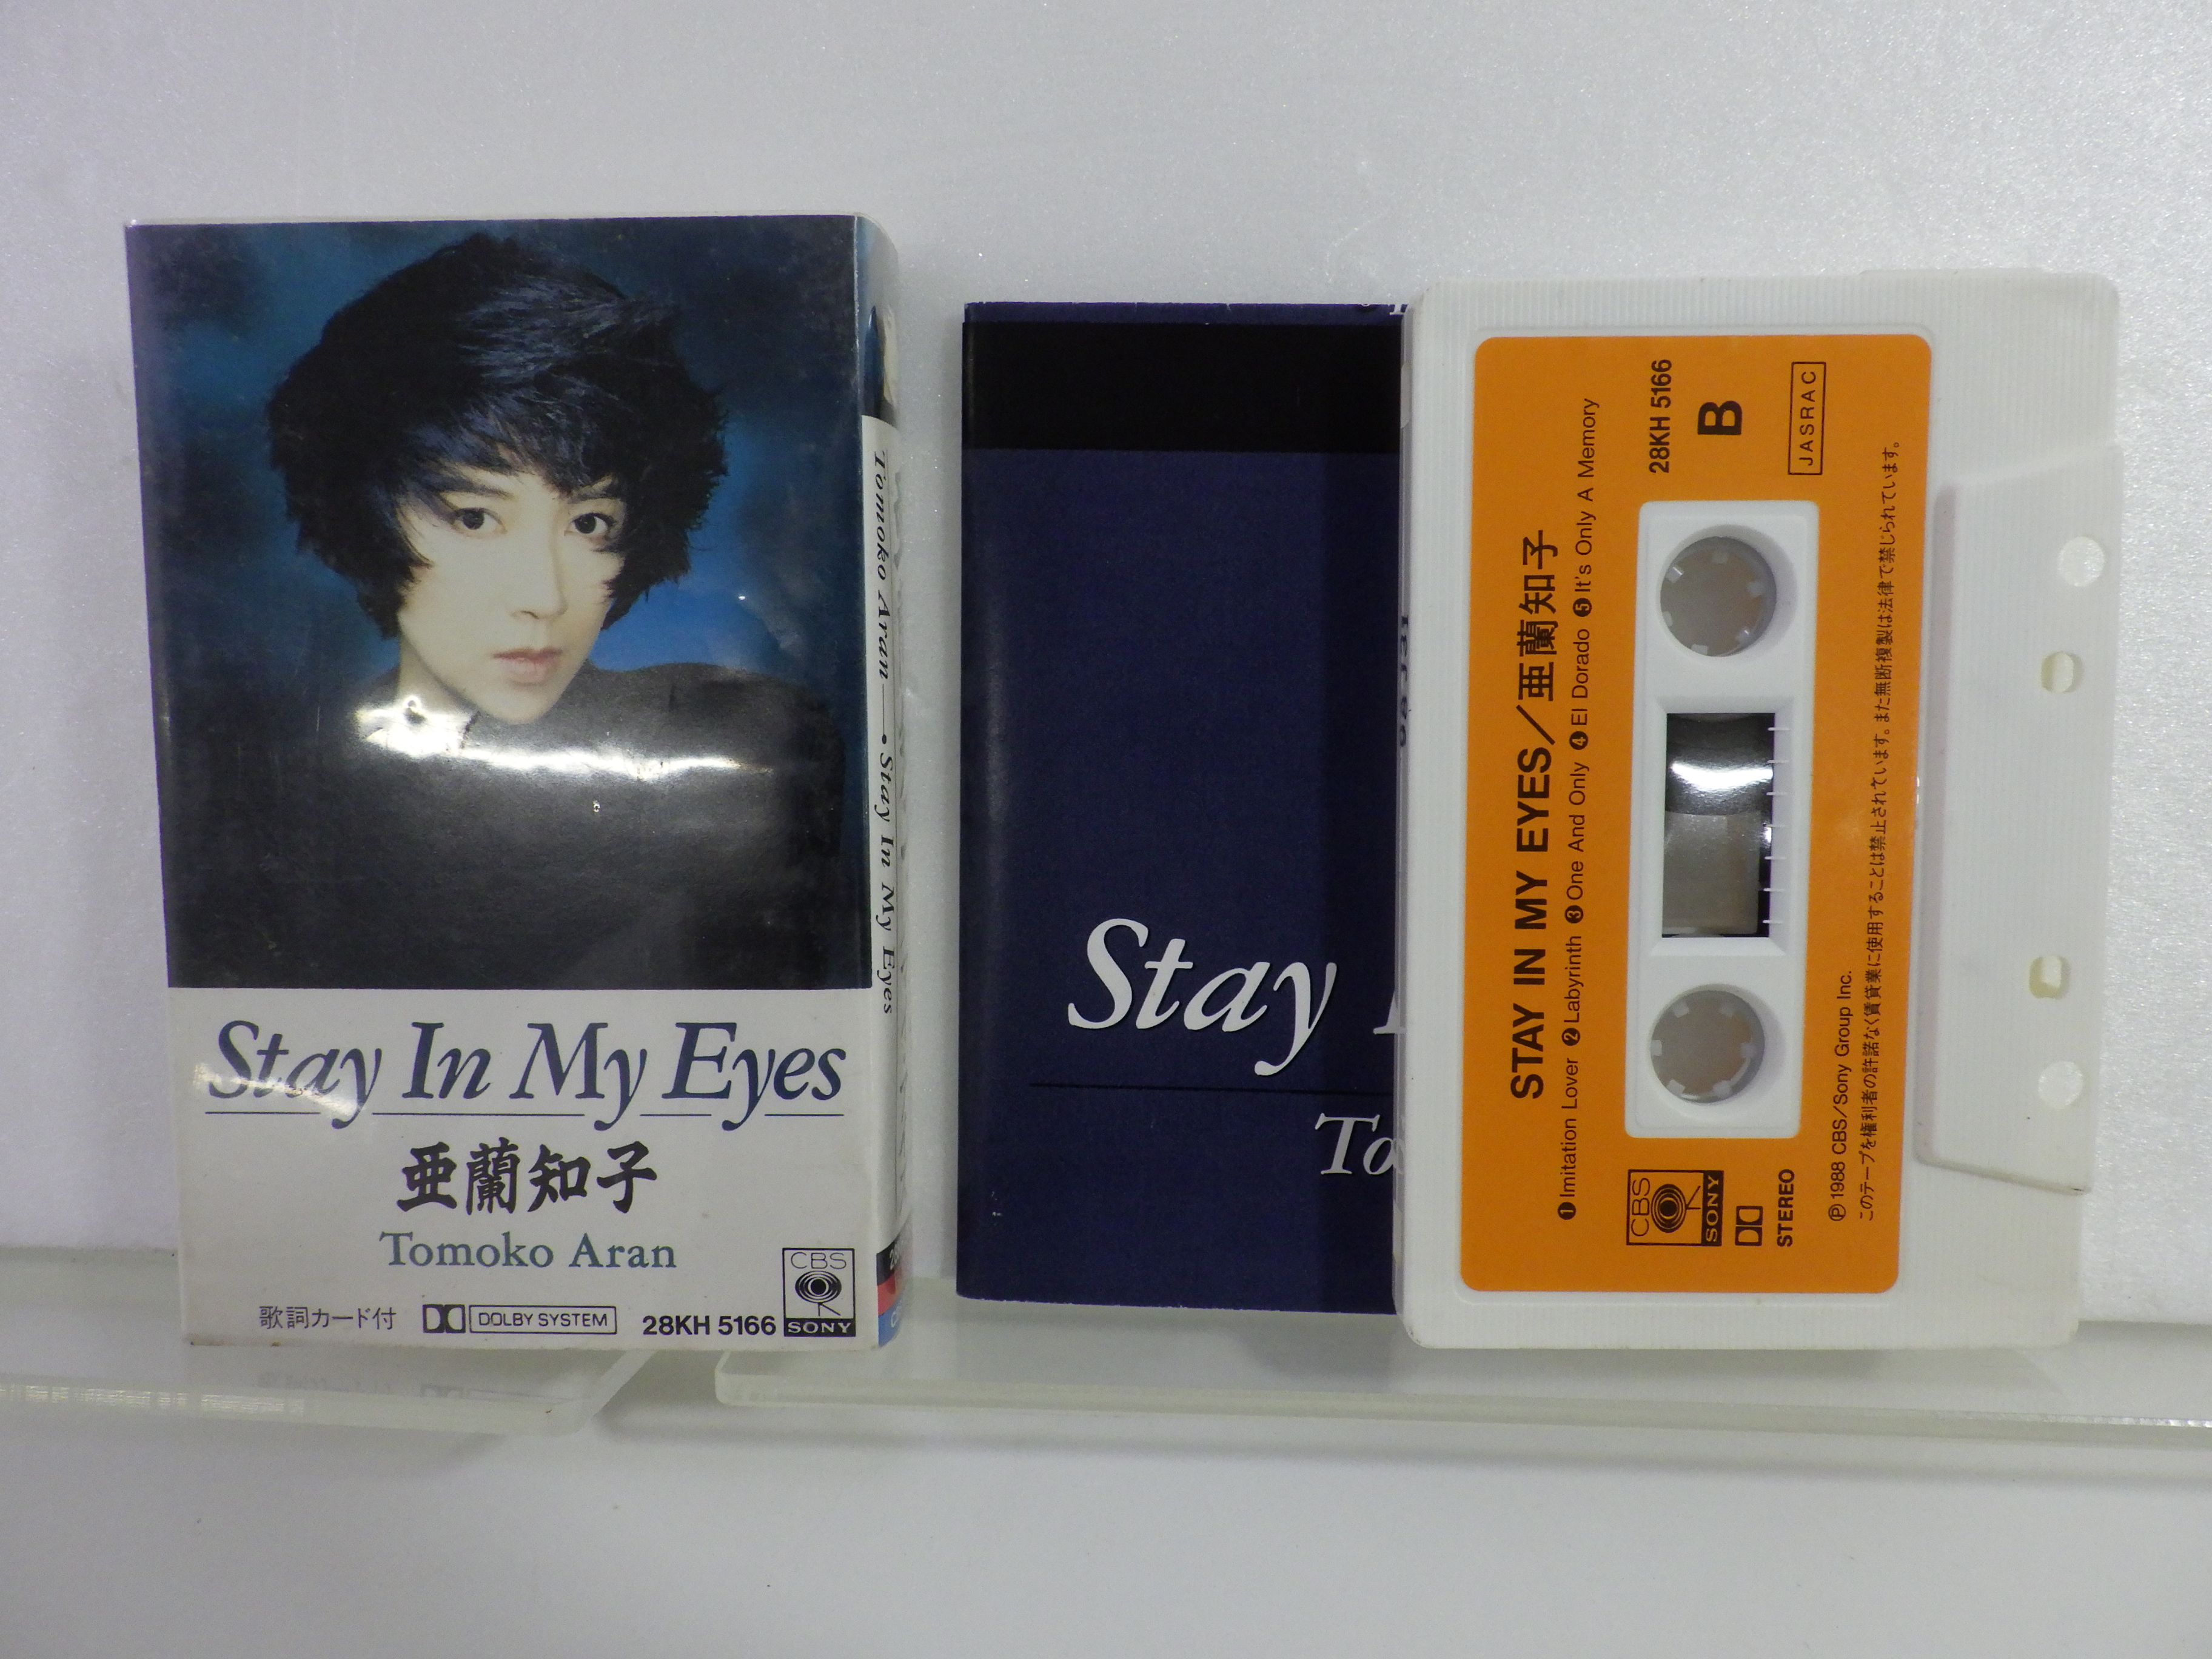 Stay In My Eyes
亜蘭知子
Tomoko Aran
歌詞カード付
DOLBY SYSTEM
28KH 5166
CBS
SONY
Tomoko Aran—•Stay In My Eyes
Stay
STAY IN MY EYES/亜蘭知子
❶Imitation Lover ❷Labyrinth ❸One And Only ❹El Dorado ❺It's Only A Memory
28KH 5166
B
JASRAC
CBS
SONY
STEREO
Ⓟ1988 CBS/Sony Group Inc.
このテープを権利者の許諾なく賃貸業に使用することは禁止されています。また無断複製は法律で禁じられています。